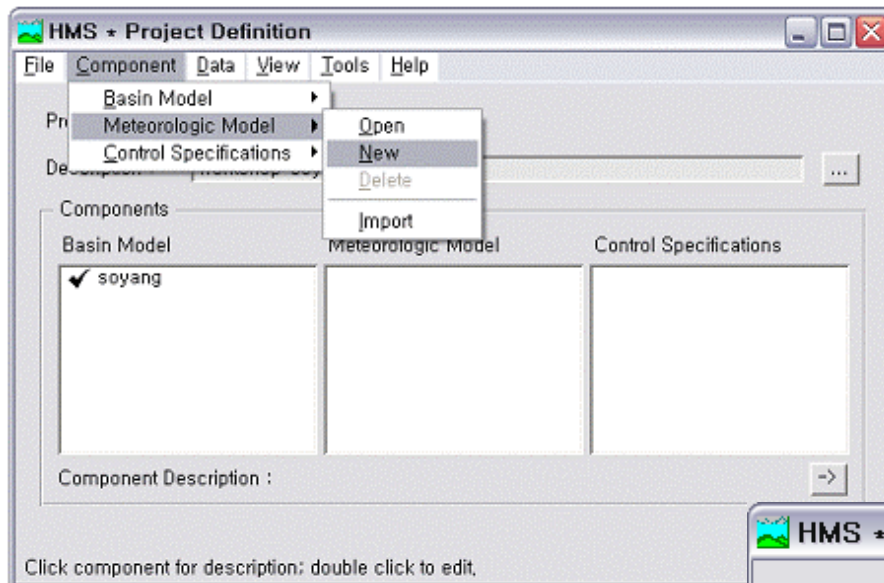 HMS * Project Definition
File Component Data View Tools Help
Basin Model
Meteorologic Model
Control Specifications
Open
New
Delete
Import
...
Components
Basin Model
Meteorologic Model
Control Specifications
soyang
Component Description :
->
HMS *
Click component for description; double click to edit,